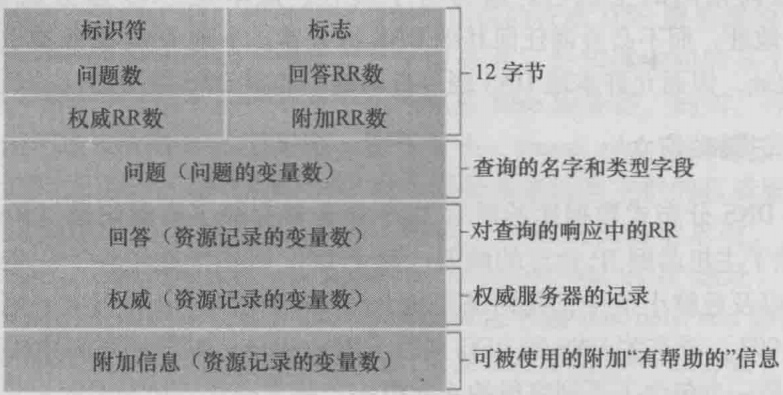 标识符 标志
问题数 回答RR数 12 字节
权威RR数 附加RR数
问题（问题的变量数） 查询的名字和类型字段
回答（资源记录的变量数） 对查询的响应中的RR
权威（资源记录的变量数） 权威服务器的记录
附加信息（资源记录的变量数） 可被使用的附加“有帮助的”信息